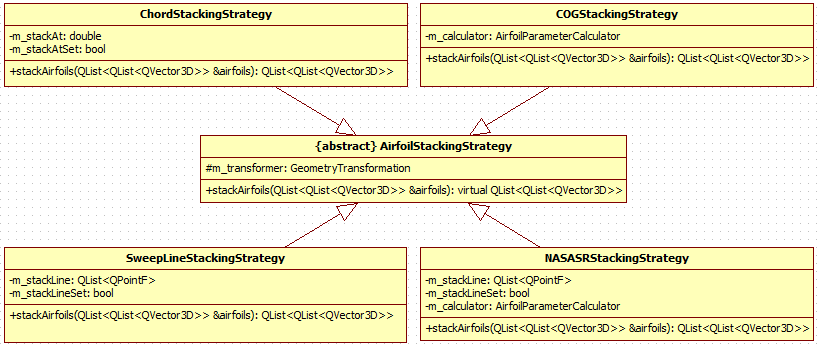 ChordStackingStrategy
-m_stackAt: double
-m_stackAtSet: bool
+stackAirfoils(QList<QList<QVector3D>> &airfoils): QList<QList<QVector3D>>
COGStackingStrategy
-m_calculator: AirfoilParameterCalculator
+stackAirfoils(QList<QList<QVector3D>> &airfoils): QList<QList<QVector3D>>
{abstract} AirfoilStackingStrategy
#m_transformer: GeometryTransformation
+stackAirfoils(QList<QList<QVector3D>> &airfoils): virtual QList<QList<QVector3D>>
SweepLineStackingStrategy
-m_stackLine: QList<QPointF>
-m_stackLineSet: bool
+stackAirfoils(QList<QList<QVector3D>> &airfoils): QList<QList<QVector3D>>
NASASRStackingStrategy
-m_stackLine: QList<QPointF>
-m_stackLineSet: bool
-m_calculator: AirfoilParameterCalculator
+stackAirfoils(QList<QList<QVector3D>> &airfoils): QList<QList<QVector3D>>